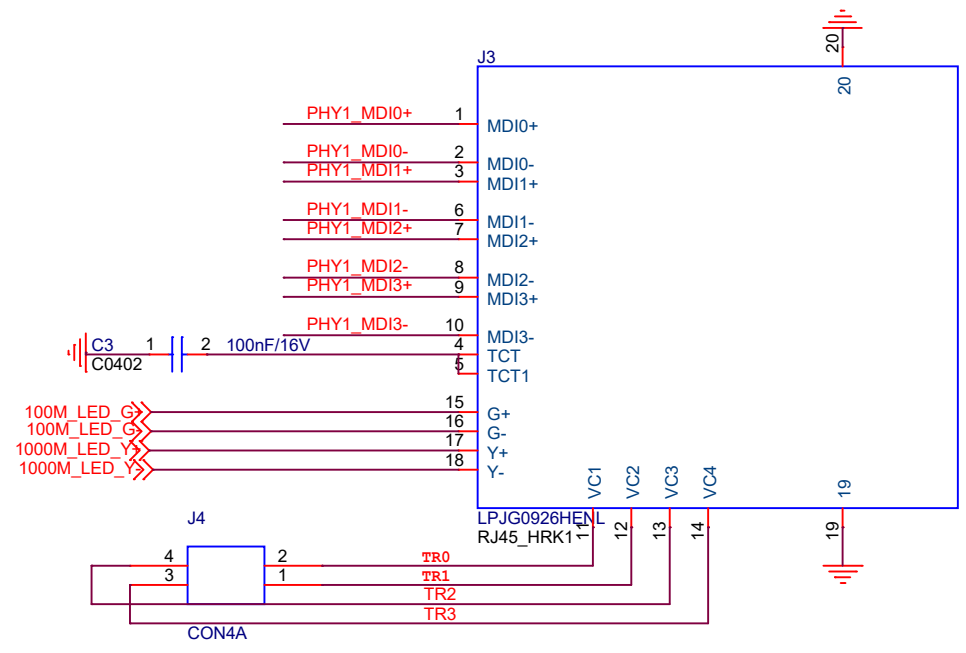 20
J3
20
PHY1_MDI0+ 1 MDI0+
PHY1_MDI0- 2 MDI0-
PHY1_MDI1+ 3 MDI1+
PHY1_MDI1- 6 MDI1-
PHY1_MDI2+ 7 MDI2+
PHY1_MDI2- 8 MDI2-
PHY1_MDI3+ 9 MDI3+
PHY1_MDI3- 10 MDI3-
C3 1 2 100nF/16V 4 TCT
C0402 5 TCT1
100M_LED_G+ 15 G+
100M_LED_G- 16 G-
1000M_LED_Y+ 17 Y+
1000M_LED_Y- 18 Y-
VC1 VC2 VC3 VC4 19
J4 LPJG0926HENL
RJ45_HRK1 11 12 13 14 19
4 2 TR0
3 1 TR1
TR2
TR3
CON4A